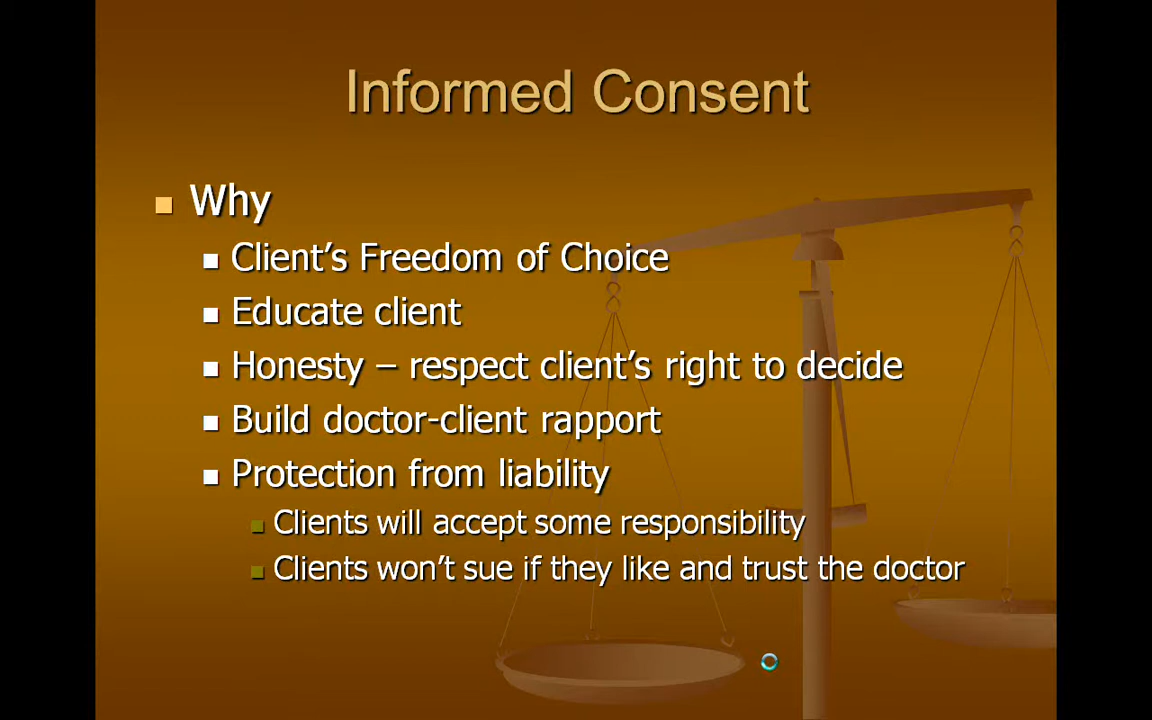 Informed Consent
Why
Client’s Freedom of Choice
Educate client
Honesty – respect client’s right to decide
Build doctor-client rapport
Protection from liability
Clients will accept some responsibility
Clients won’t sue if they like and trust the doctor